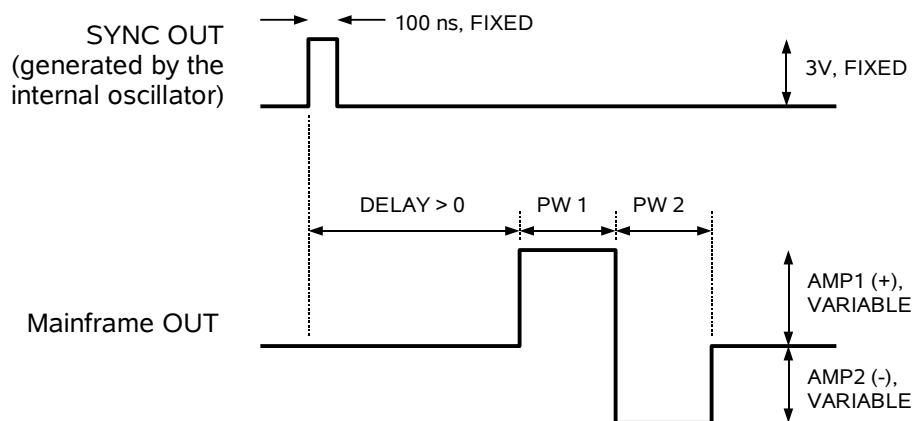 100 ns, FIXED
SYNC OUT
(generated by the
internal oscillator)
3V, FIXED
DELAY > 0
PW 1
PW 2
AMP1 (+),
VARIABLE
Mainframe OUT
AMP2 (-),
VARIABLE